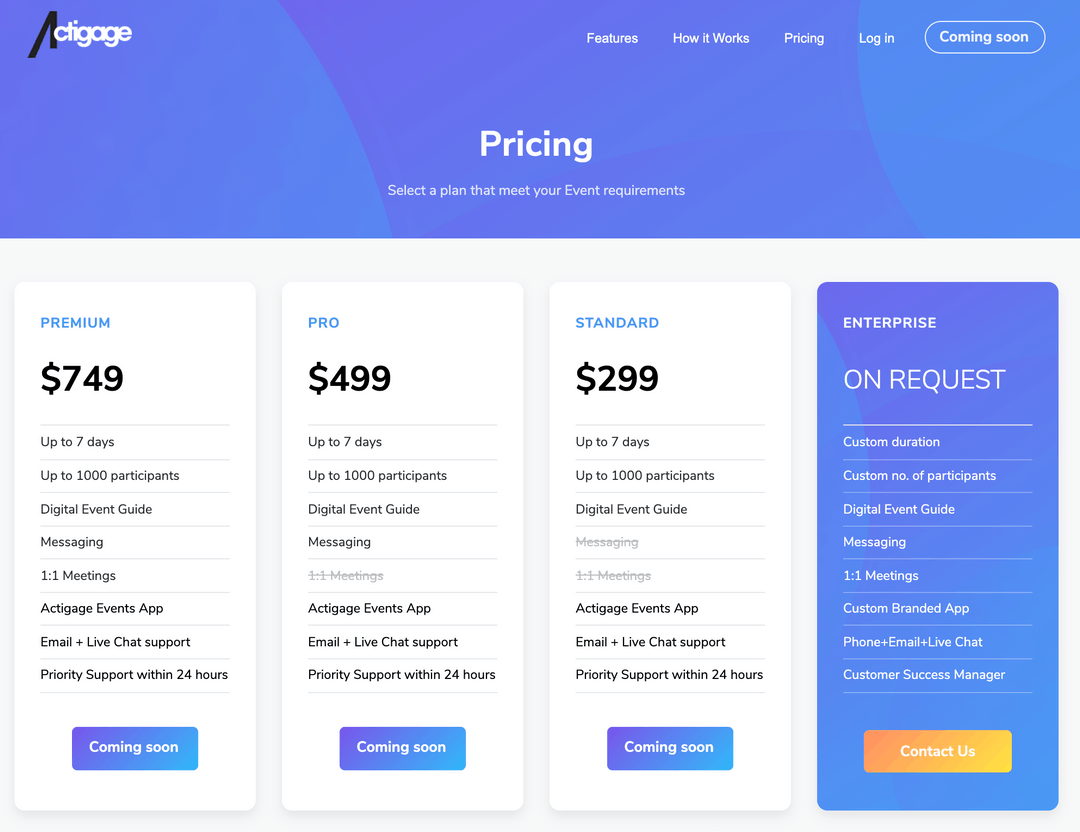 Actigage
Features
How it Works
Pricing
Log in
Coming soon
Pricing
Select a plan that meet your Event requirements
PREMIUM
$749
Up to 7 days
Up to 1000 participants
Digital Event Guide
Messaging
1:1 Meetings
Actigage Events App
Email + Live Chat support
Priority Support within 24 hours
Coming soon
PRO
$499
Up to 7 days
Up to 1000 participants
Digital Event Guide
Messaging
1:1 Meetings
Actigage Events App
Email + Live Chat support
Priority Support within 24 hours
Coming soon
STANDARD
$299
Up to 7 days
Up to 1000 participants
Digital Event Guide
Messaging
1:1 Meetings
Actigage Events App
Email + Live Chat support
Priority Support within 24 hours
Coming soon
ENTERPRISE
ON REQUEST
Custom duration
Custom no. of participants
Digital Event Guide
Messaging
1:1 Meetings
Custom Branded App
Phone+Email+Live Chat
Customer Success Manager
Contact Us